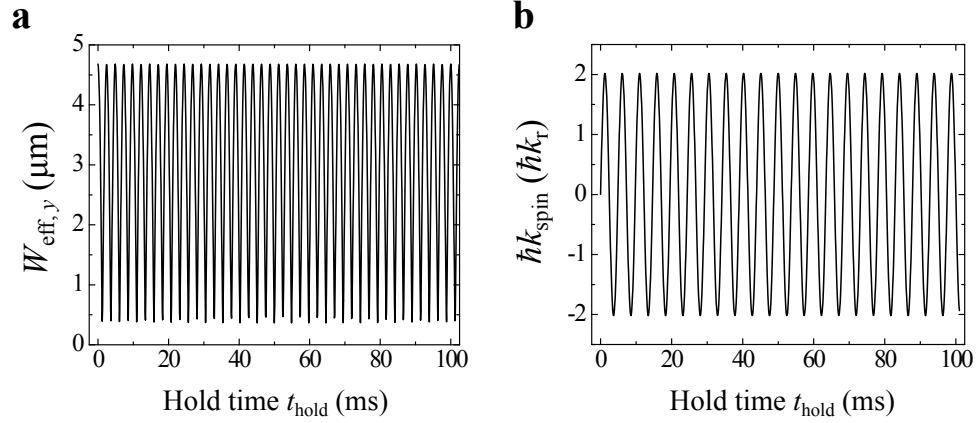 a
5
4
3
2
1
0
W_eff, y (μm)
0 20 40 60 80 100
Hold time t_hold (ms)
b
2
1
0
-1
-2
ħk_spin (ħk_r)
0 20 40 60 80 100
Hold time t_hold (ms)